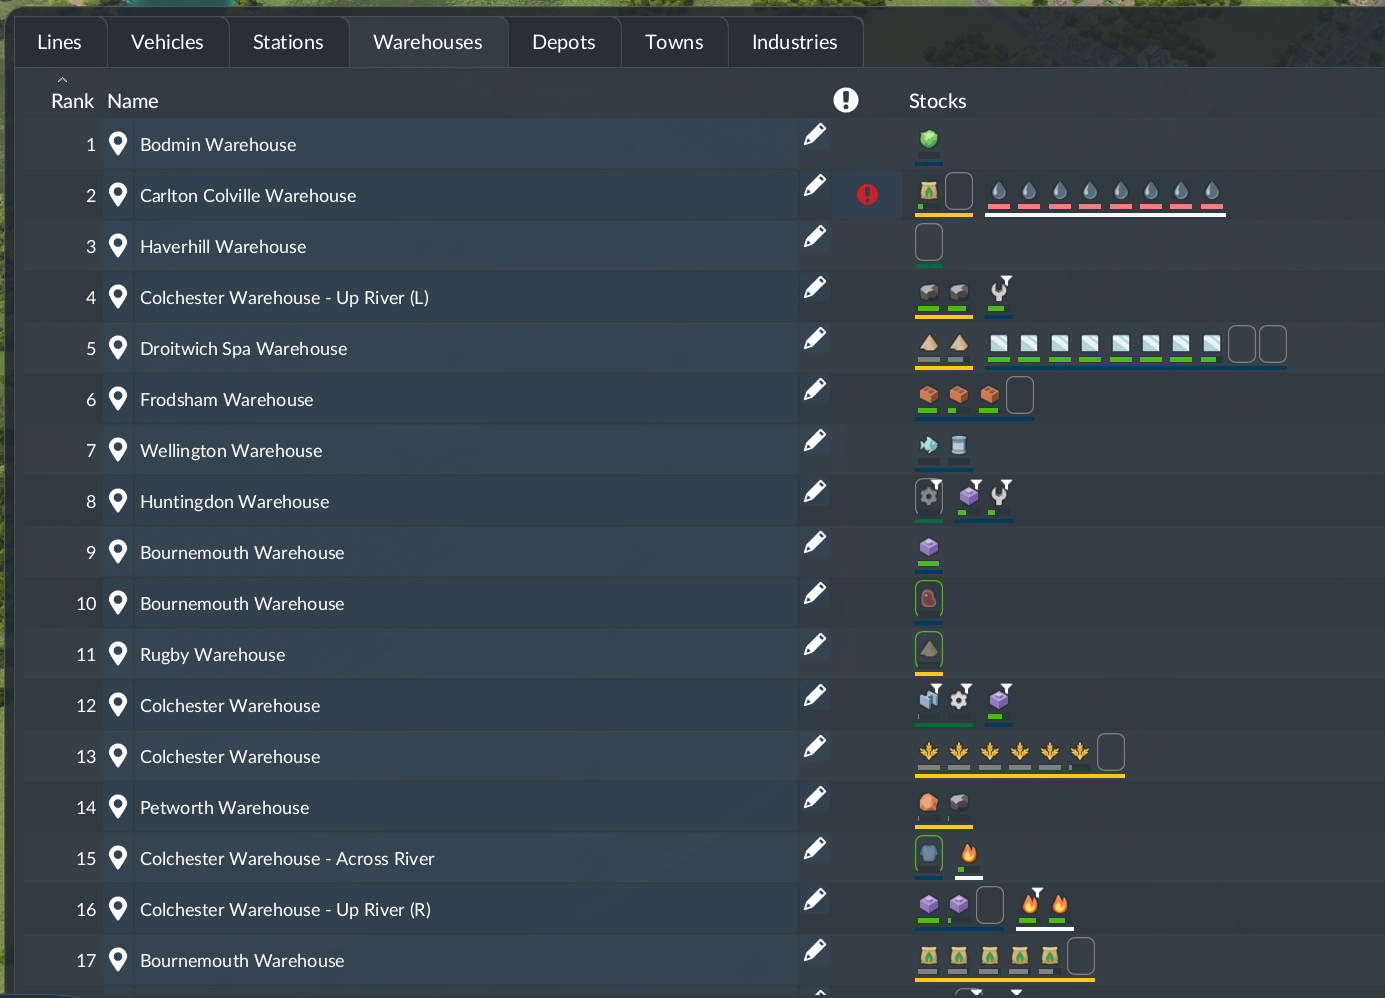 Lines Vehicles Stations Warehouses Depots Towns Industries
Rank Name Stocks
1 Bodmin Warehouse
2 Carlton Colville Warehouse
3 Haverhill Warehouse
4 Colchester Warehouse - Up River (L)
5 Droitwich Spa Warehouse
6 Frodsham Warehouse
7 Wellington Warehouse
8 Huntingdon Warehouse
9 Bournemouth Warehouse
10 Bournemouth Warehouse
11 Rugby Warehouse
12 Colchester Warehouse
13 Colchester Warehouse
14 Petworth Warehouse
15 Colchester Warehouse - Across River
16 Colchester Warehouse - Up River (R)
17 Bournemouth Warehouse